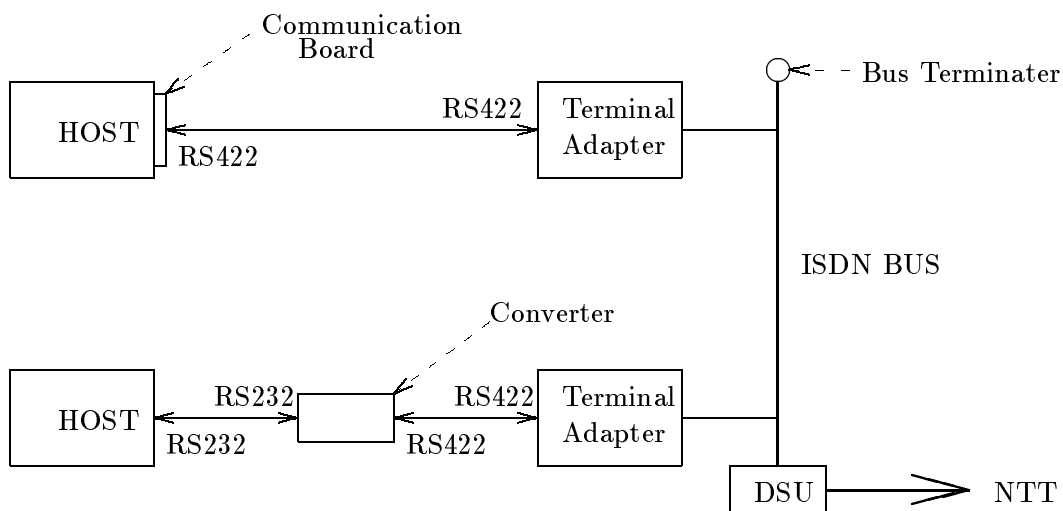 Communication
Board
Bus Terminater
RS422
Terminal
Adapter
HOST
RS422
ISDN BUS
Converter
RS232
RS422
Terminal
Adapter
HOST
RS232
RS422
DSU
NTT